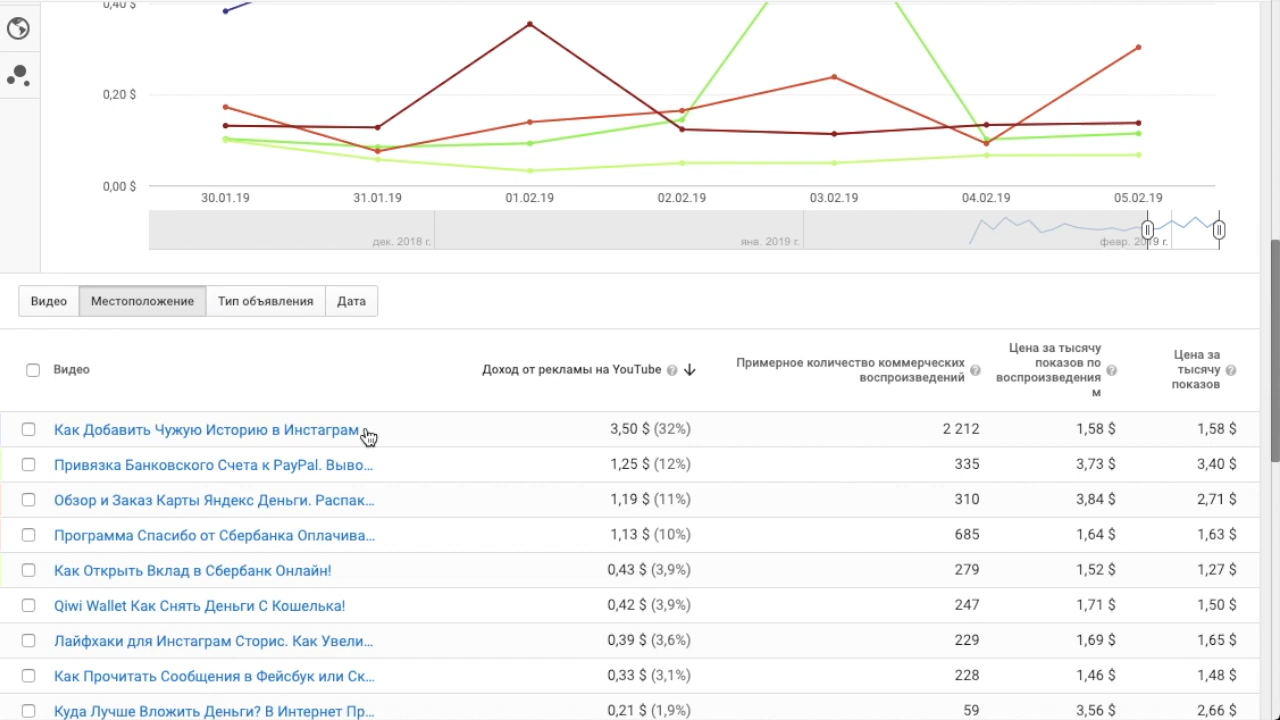 0,40 $
0,20 $
0,00 $
30.01.19 31.01.19 01.02.19 02.02.19 03.02.19 04.02.19 05.02.19
дек. 2018 г. янв. 2019 г. февр. 2019 г.
Видео Местоположение Тип объявления Дата
Видео Доход от рекламы на YouTube ? Примерное количество коммерческих воспроизведений ? Цена за тысячу показов по воспроизведениям ? Цена за тысячу показов ?
Как Добавить Чужую Историю в Инстаграм 3,50 $ (32%) 2 212 1,58 $ 1,58 $
Привязка Банковского Счета к PayPal. Выво... 1,25 $ (12%) 335 3,73 $ 3,40 $
Обзор и Заказ Карты Яндекс Деньги. Распак... 1,19 $ (11%) 310 3,84 $ 2,71 $
Программа Спасибо от Сбербанка Оплачива... 1,13 $ (10%) 685 1,64 $ 1,63 $
Как Открыть Вклад в Сбербанк Онлайн! 0,43 $ (3,9%) 279 1,52 $ 1,27 $
Qiwi Wallet Как Снять Деньги С Кошелька! 0,42 $ (3,9%) 247 1,71 $ 1,50 $
Лайфхаки для Инстаграм Сторис. Как Увели... 0,39 $ (3,6%) 229 1,69 $ 1,65 $
Как Прочитать Сообщения в Фейсбук или Ск... 0,33 $ (3,1%) 228 1,46 $ 1,48 $
Куда Лучше Вложить Деньги? В Интернет Пр... 0,21 $ (1,9%) 59 3,56 $ 2,66 $